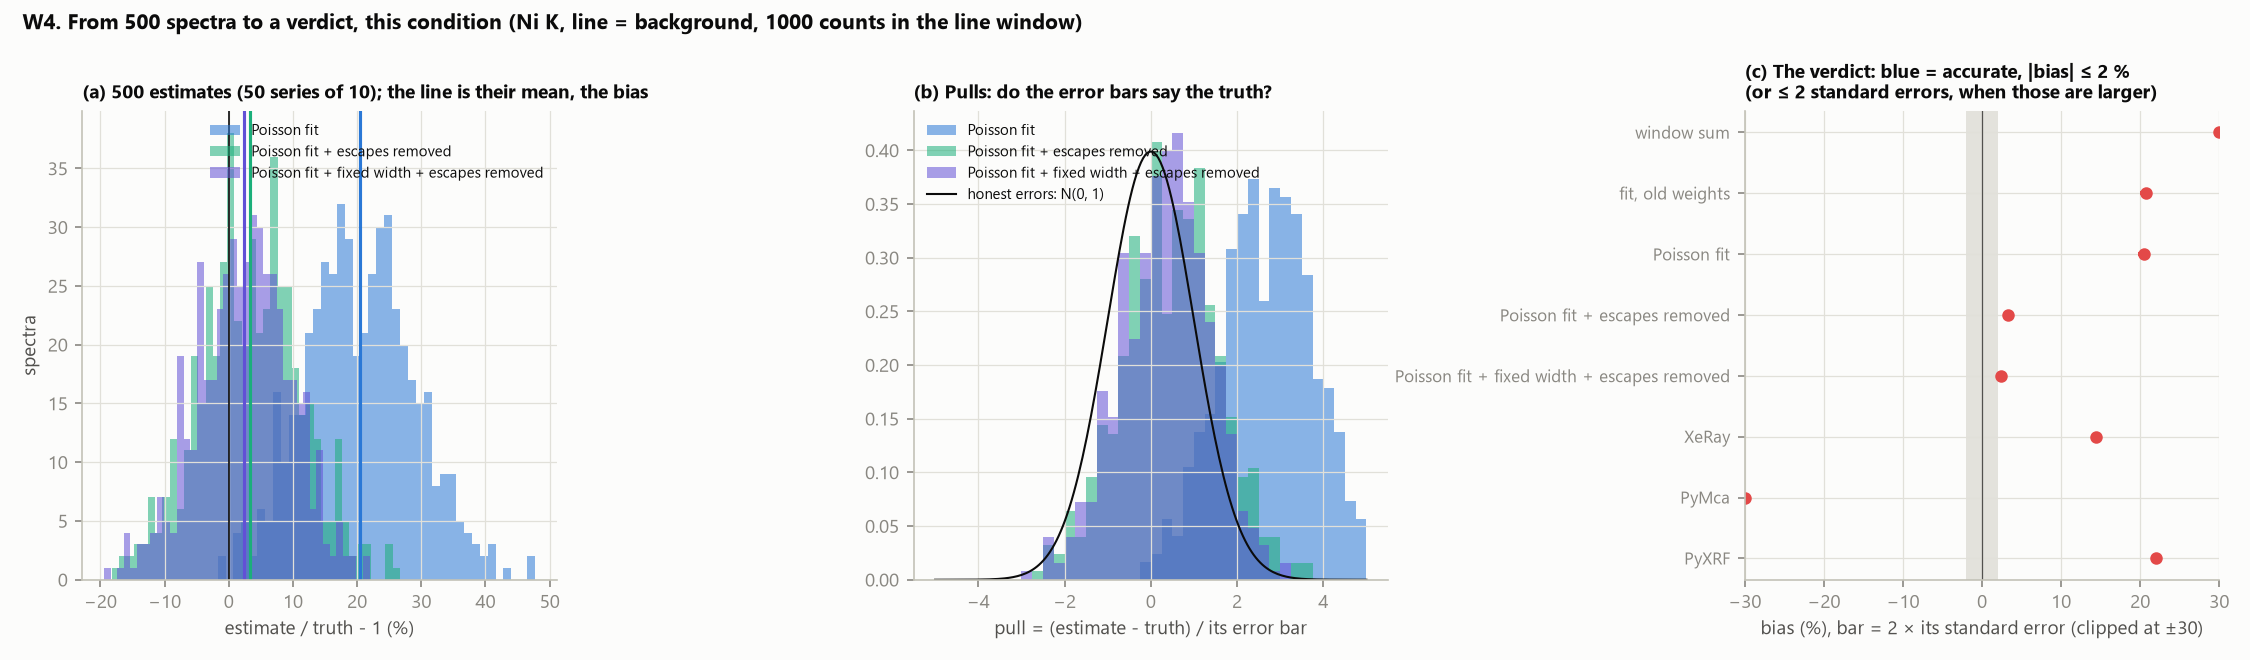 W4. From 500 spectra to a verdict, this condition (Ni K, line = background, 1000 counts in the line window)
(a) 500 estimates (50 series of 10); the line is their mean, the bias
Poisson fit
Poisson fit + escapes removed
Poisson fit + fixed width + escapes removed
35
30
25
20
15
10
5
0
spectra
−20
−10
0
10
20
30
40
50
estimate / truth - 1 (%)
(b) Pulls: do the error bars say the truth?
Poisson fit
Poisson fit + escapes removed
Poisson fit + fixed width + escapes removed
honest errors: N(0, 1)
0.40
0.35
0.30
0.25
0.20
0.15
0.10
0.05
0.00
−4
−2
0
2
4
pull = (estimate - truth) / its error bar
(c) The verdict: blue = accurate, |bias| ≤ 2 %
(or ≤ 2 standard errors, when those are larger)
window sum
fit, old weights
Poisson fit
Poisson fit + escapes removed
Poisson fit + fixed width + escapes removed
XeRay
PyMca
PyXRF
−30
−20
−10
0
10
20
30
bias (%), bar = 2 × its standard error (clipped at ±30)